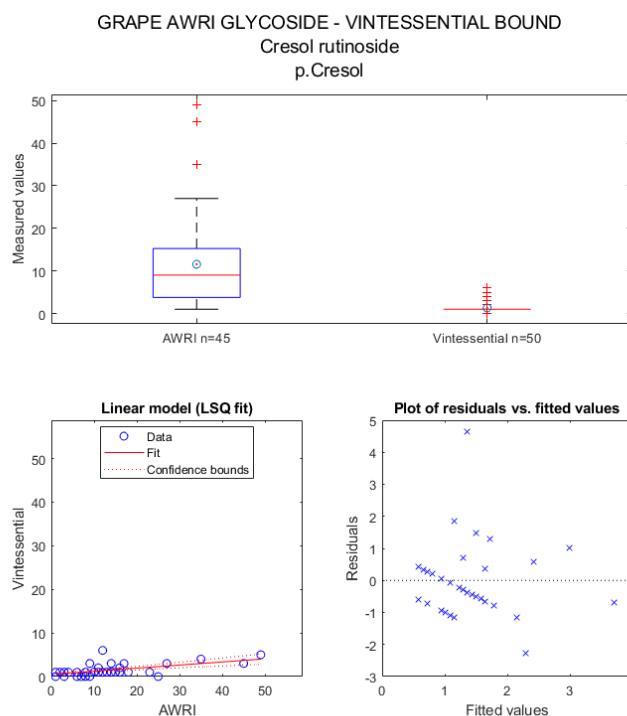 GRAPE AWRI GLYCOSIDE - VINTESSENTIAL BOUND
Cresol rutinoside
p.Cresol
Measured values
50
40
30
20
10
0
AWRI n=45
Vintessential n=50
Linear model (LSQ fit)
Data
Fit
Confidence bounds
Vintessential
50
40
30
20
10
0
0
10
20
30
40
50
AWRI
Plot of residuals vs. fitted values
Residuals
5
4
3
2
1
0
-1
-2
-3
0
1
2
3
Fitted values